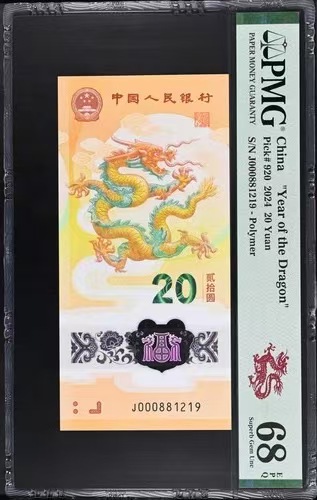 中国人民银行
20
贰拾圆
J000881219
PMG
PAPER MONEY GUARANTY
China "Year of the Dragon"
Pick# 920 2024 20 Yuan
S/N J000881219 - Polymer
68 EPQ
Superb Gem Unc